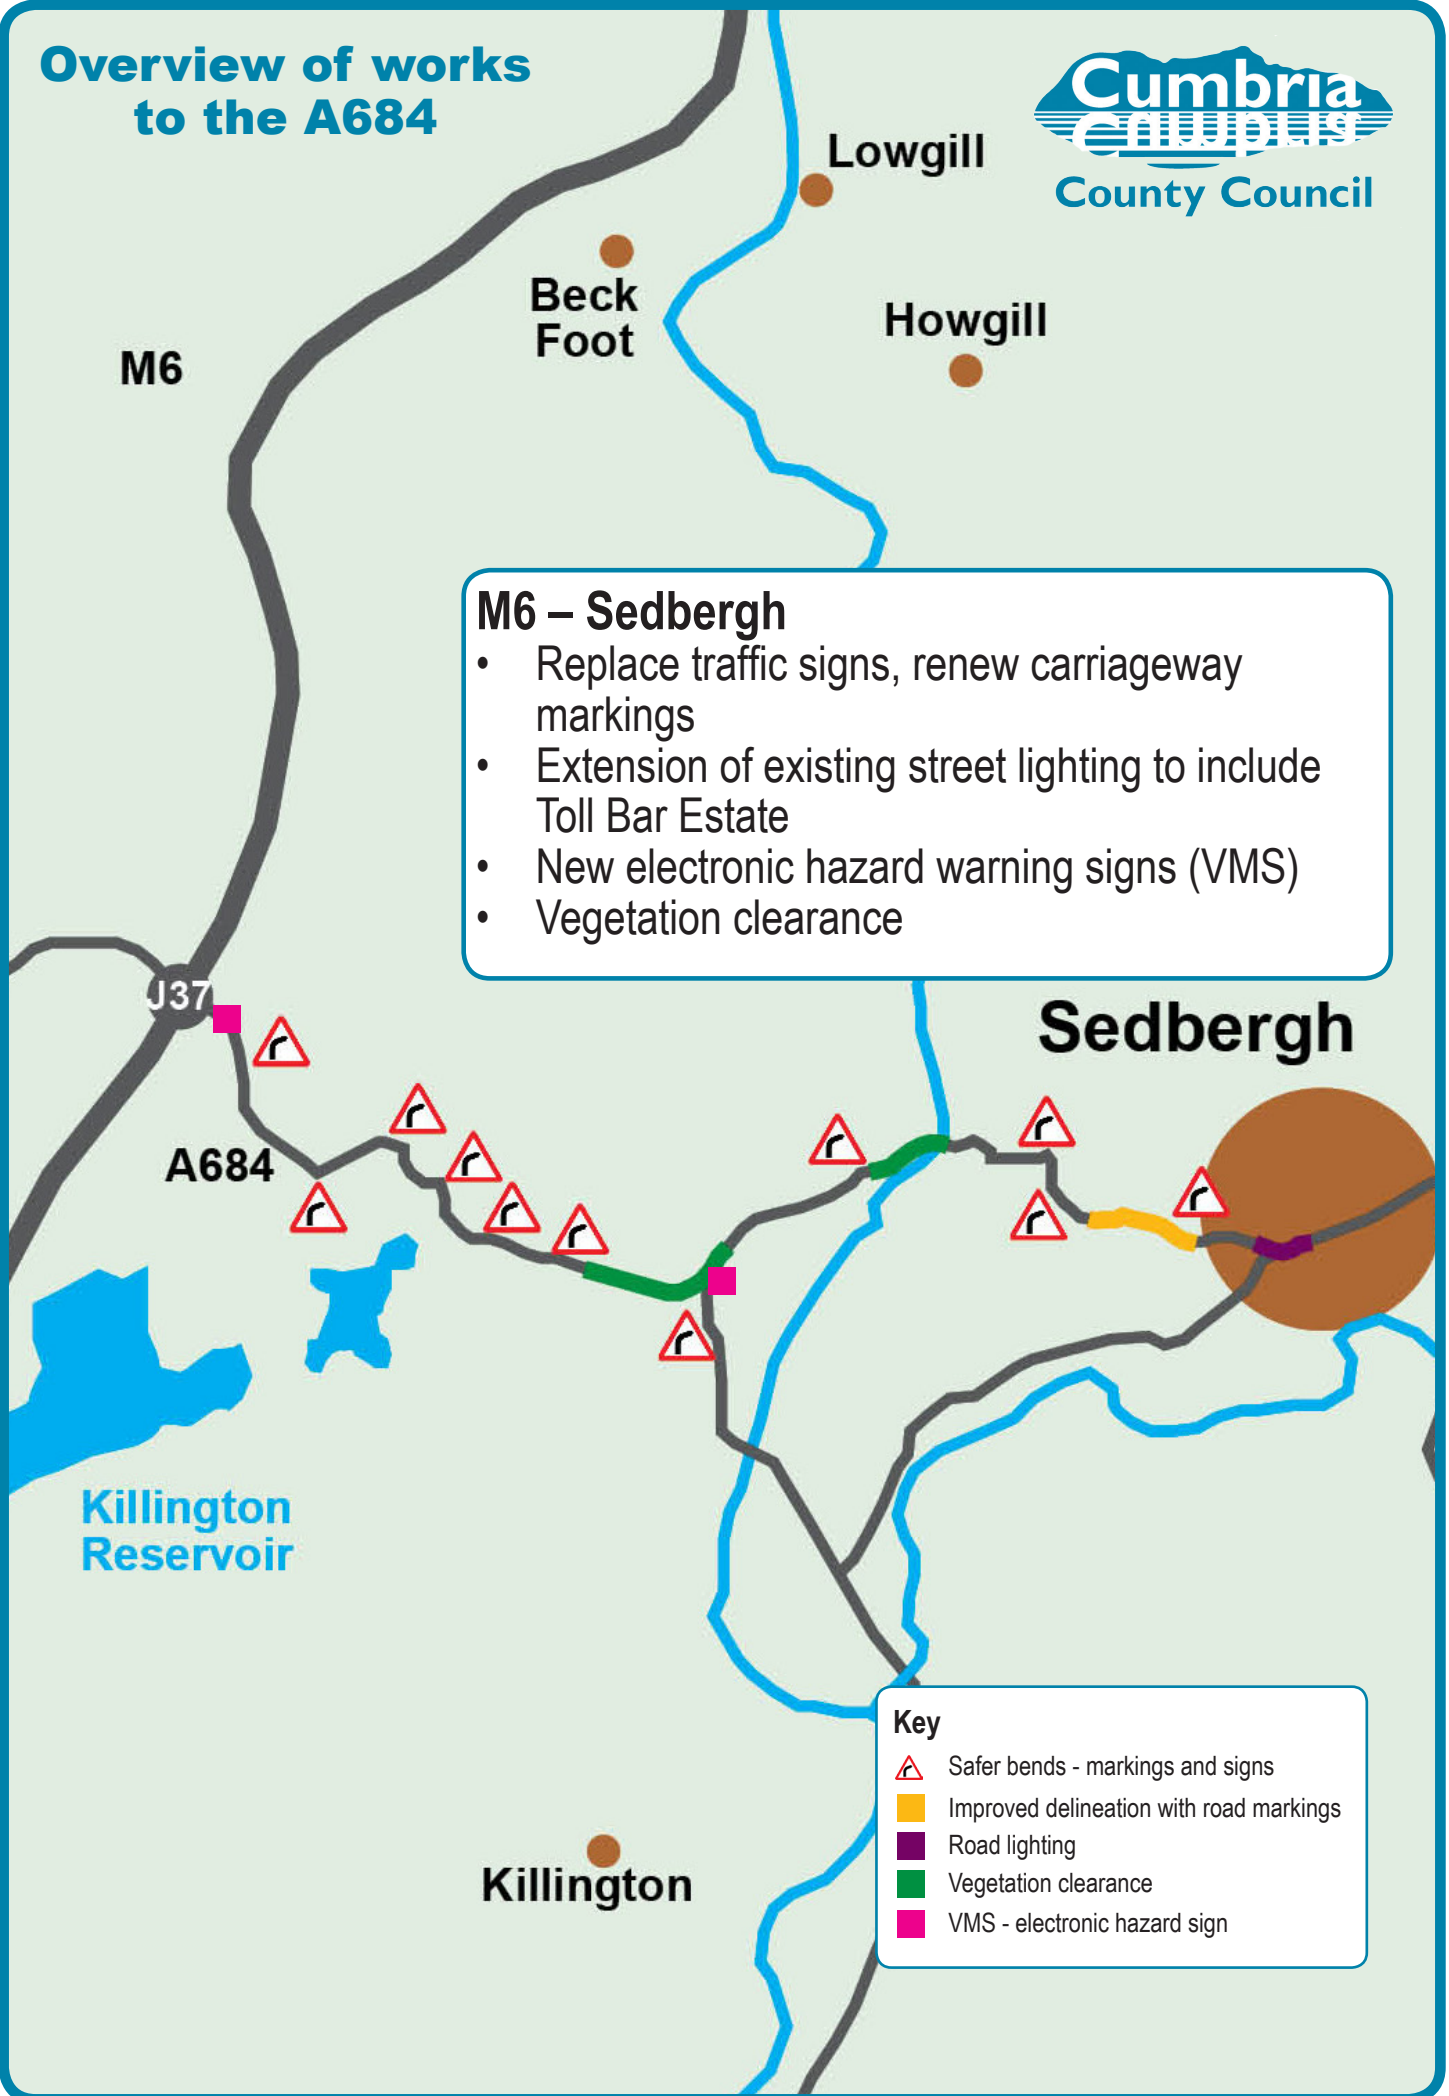 Overview of works
to the A684
Cumbria
County Council
Lowgill
Beck
Foot
Howgill
M6
M6 – Sedbergh
• Replace traffic signs, renew carriageway
markings
• Extension of existing street lighting to include
Toll Bar Estate
• New electronic hazard warning signs (VMS)
• Vegetation clearance
J37
Sedbergh
A684
Killington
Reservoir
Key
Safer bends - markings and signs
Improved delineation with road markings
Road lighting
Vegetation clearance
VMS - electronic hazard sign
Killington